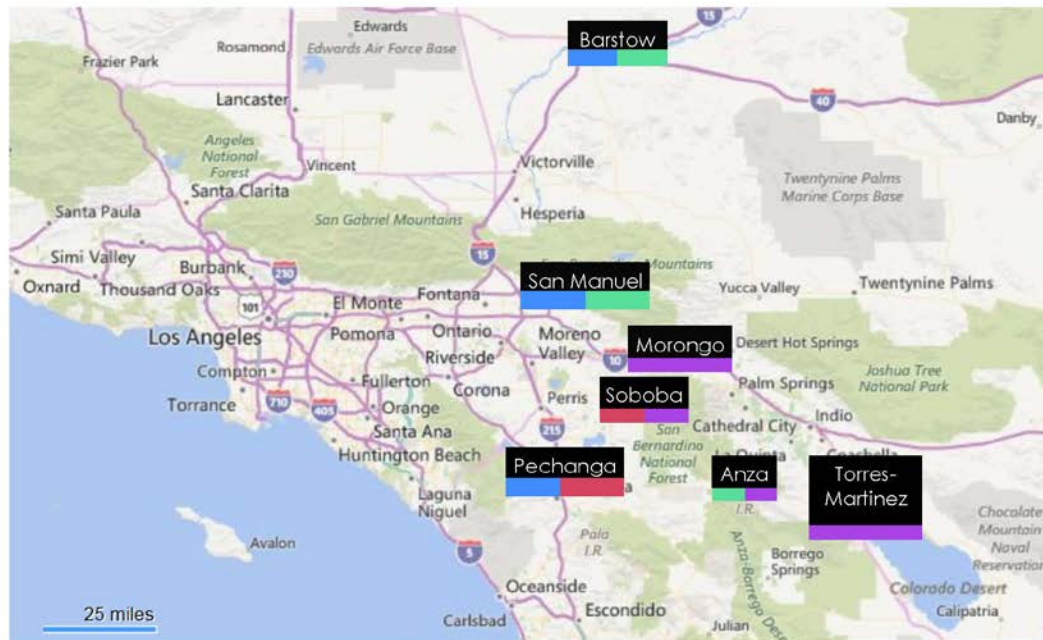 15
Edwards
Barstow
Rosamond
Edwards Air Force Base
Frazier Park
Lancaster
40
Danby
Angeles
National
Forest
Vincent
Victorville
Twentynine Palms
Marine Corps Base
Santa Clarita
Santa Paula
San Gabriel Mountains
Hesperia
Simi Valley
Burbank
210
15
Mountains
San Manuel
Oxnard
Thousand Oaks
101
El Monte
Fontana
Yucca Valley
Twentynine Palms
Los Angeles
Pomona
Ontario
Moreno
Valley
Morongo
10
Desert Hot Springs
Riverside
Compton
Fullerton
Corona
Soboba
Palm Springs
Joshua Tree
National Park
Torrance
710
405
Orange
Perris
Indio
Santa Ana
215
San
Bernardino
National
Forest
Cathedral City
Huntington Beach
La Quinta
Coachella
Pechanga
Anza
Torres-
Martinez
Laguna
Niguel
I.R.
Pala
I.R.
Chocolate
Mountain
Naval
Reservation
Avalon
5
Anza-Borrego Des
Borrego
Springs
Oceanside
Colorado Desert
25 miles
Carlsbad
Escondido
Julian
Calipatria